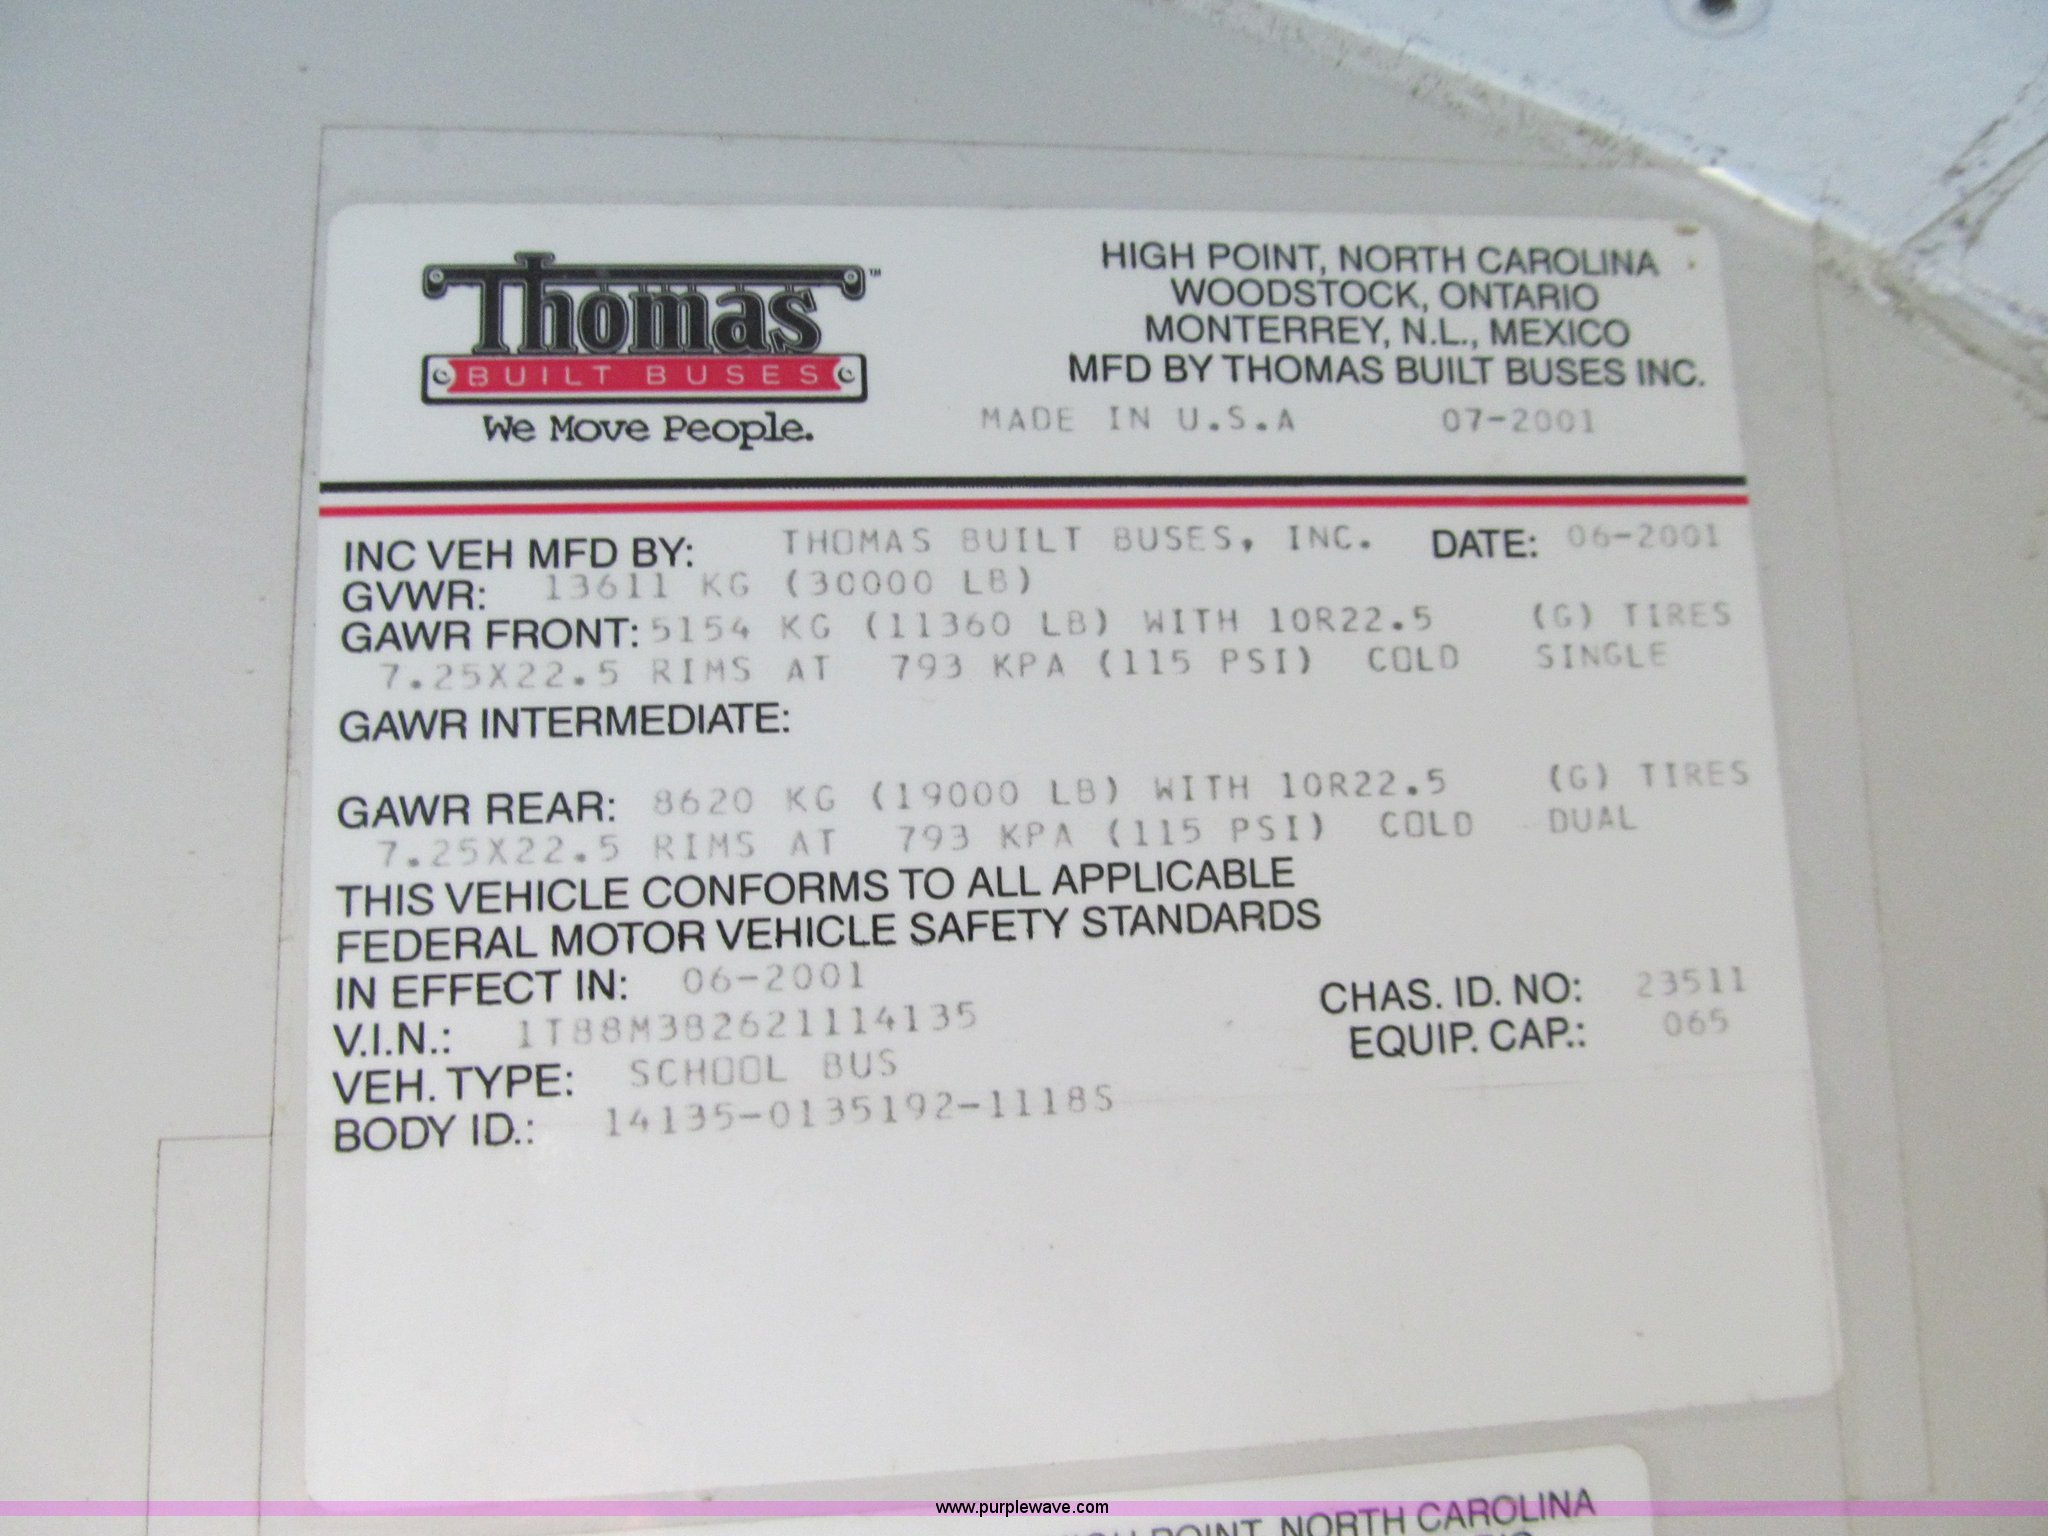 Thomas™
BUILT BUSES
We Move People.
HIGH POINT, NORTH CAROLINA
WOODSTOCK, ONTARIO
MONTERREY, N.L., MEXICO
MFD BY THOMAS BUILT BUSES INC.
MADE IN U.S.A 07-2001
INC VEH MFD BY: THOMAS BUILT BUSES, INC. DATE: 06-2001
GVWR: 13611 KG (30000 LB)
GAWR FRONT: 5154 KG (11360 LB) WITH 10R22.5 (G) TIRES
7.25X22.5 RIMS AT 793 KPA (115 PSI) COLD SINGLE
GAWR INTERMEDIATE:
GAWR REAR: 8620 KG (19000 LB) WITH 10R22.5 (G) TIRES
7.25X22.5 RIMS AT 793 KPA (115 PSI) COLD DUAL
THIS VEHICLE CONFORMS TO ALL APPLICABLE
FEDERAL MOTOR VEHICLE SAFETY STANDARDS
IN EFFECT IN: 06-2001
CHAS. ID. NO: 23511
V.I.N.: 1T88M382621114135
EQUIP. CAP.: 065
VEH. TYPE: SCHOOL BUS
BODY ID.: 14135-0135192-1118S
www.purplewave.com
POINT, NORTH CAROLINA